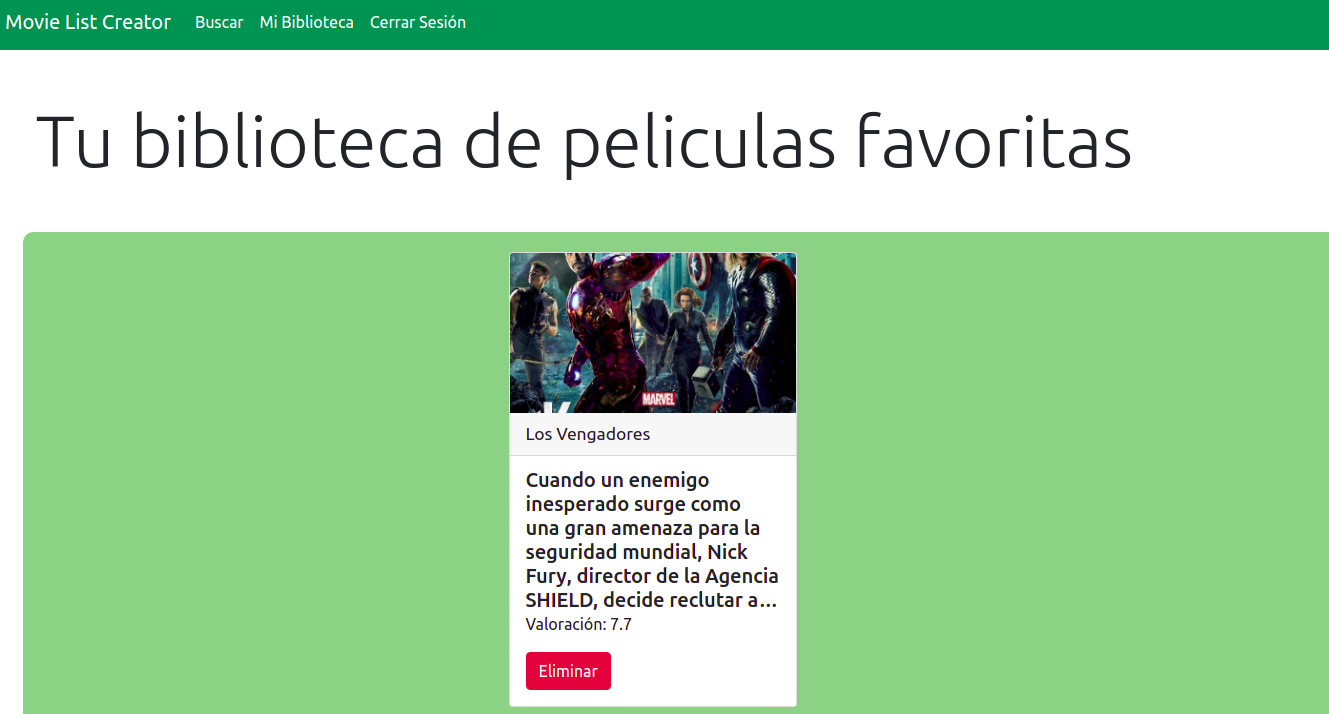 Movie List Creator Buscar Mi Biblioteca Cerrar Sesión
Tu biblioteca de peliculas favoritas
MARVEL
Los Vengadores
Cuando un enemigo
inesperado surge como
una gran amenaza para la
seguridad mundial, Nick
Fury, director de la Agencia
SHIELD, decide reclutar a...
Valoración: 7.7
Eliminar